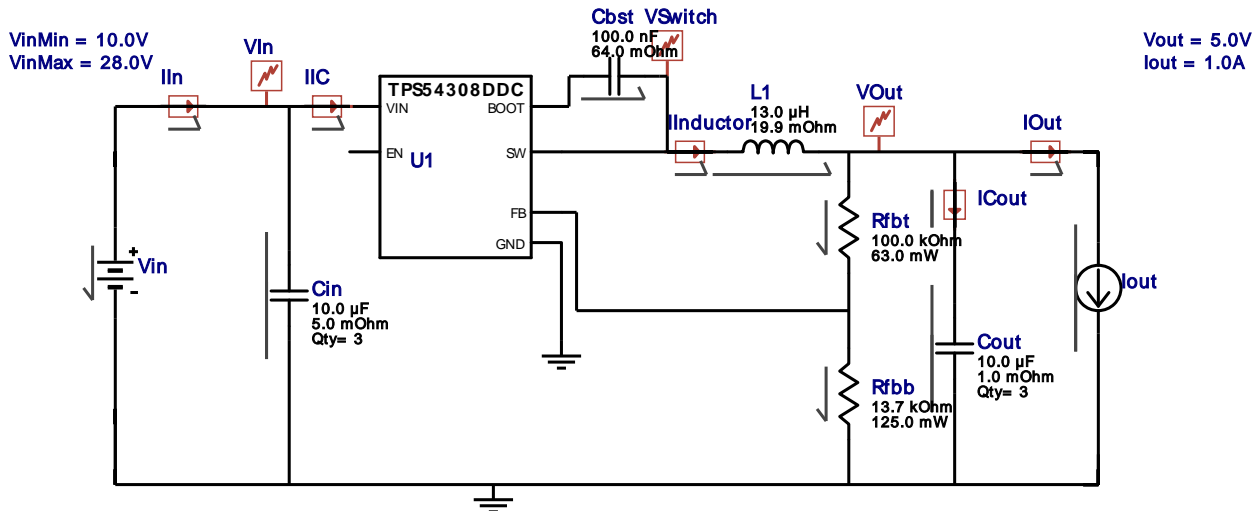 VinMin = 10.0V
VinMax = 28.0V
Vout = 5.0V
Iout = 1.0A
Cbst
100.0 nF
64.0 mOhm
VSwitch
VIn
IIn
IIC
TPS54308DDC
VIN
BOOT
EN
U1
SW
FB
GND
IInductor
L1
13.0 µH
19.9 mOhm
VOut
IOut
ICout
Rfbt
100.0 kOhm
63.0 mW
+
Vin
-
Cin
10.0 µF
5.0 mOhm
Qty= 3
Iout
Cout
10.0 µF
1.0 mOhm
Qty= 3
Rfbb
13.7 kOhm
125.0 mW